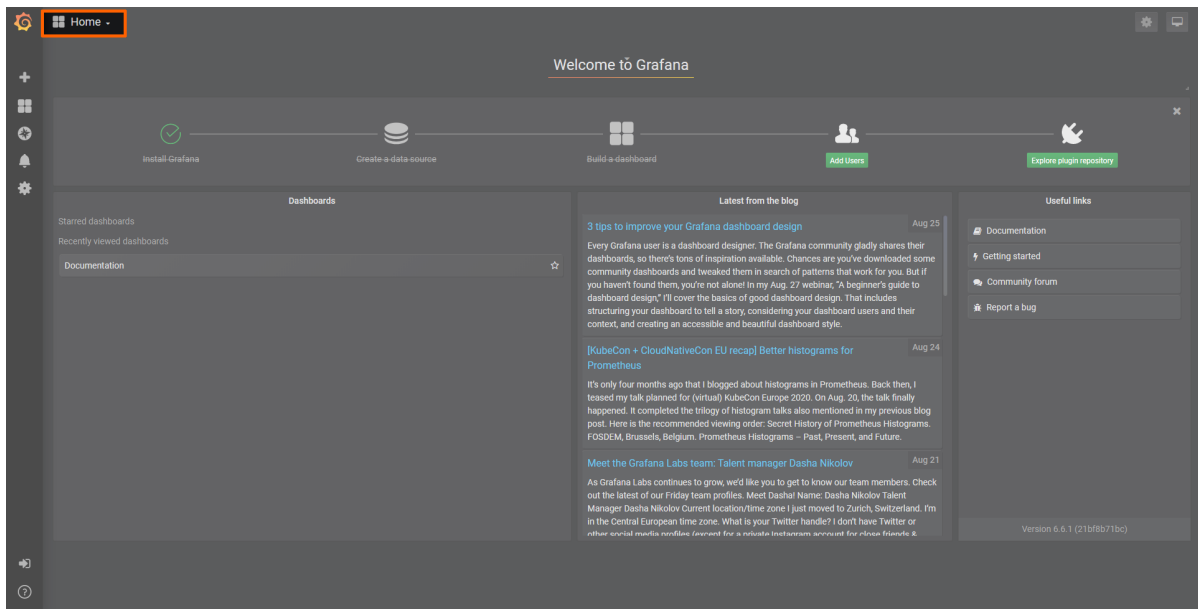 Home
Welcome to Grafana
Install Grafana
Create a data source
Build a dashboard
Add Users
Explore plugin repository
Dashboards
Starred dashboards
Recently viewed dashboards
Documentation
Latest from the blog
3 tips to improve your Grafana dashboard design
Aug 25
Every Grafana user is a dashboard designer. The Grafana community gladly shares their
dashboards, so there's tons of inspiration available. Chances are you've downloaded some
community dashboards and tweaked them in search of patterns that work for you. But if
you haven't found them, you're not alone! In my Aug. 27 webinar, "A beginner's guide to
dashboard design," I'll cover the basics of good dashboard design. That includes
structuring your dashboard to tell a story, considering your dashboard users and their
context, and creating an accessible and beautiful dashboard style.
[KubeCon + CloudNativeCon EU recap] Better histograms for
Prometheus
Aug 24
It's only four months ago that I blogged about histograms in Prometheus. Back then, I
teased my talk planned for (virtual) KubeCon Europe 2020. On Aug. 20, the talk finally
happened. It completed the trilogy of histogram talks also mentioned in my previous blog
post. Here is the recommended viewing order: Secret History of Prometheus Histograms.
FOSDEM, Brussels, Belgium. Prometheus Histograms – Past, Present, and Future.
Meet the Grafana Labs team: Talent manager Dasha Nikolov
Aug 21
As Grafana Labs continues to grow, we'd like you to get to know our team members. Check
out the latest of our Friday team profiles. Meet Dasha! Name: Dasha Nikolov Talent
Manager Dasha Nikolov Current location/time zone I just moved to Zurich, Switzerland. I'm
in the Central European time zone. What is your Twitter handle? I don't have Twitter or
other social media profiles (except for a private Instagram account for close friends &
Useful links
Documentation
Getting started
Community forum
Report a bug
Version 6.6.1 (21bf8b71bc)